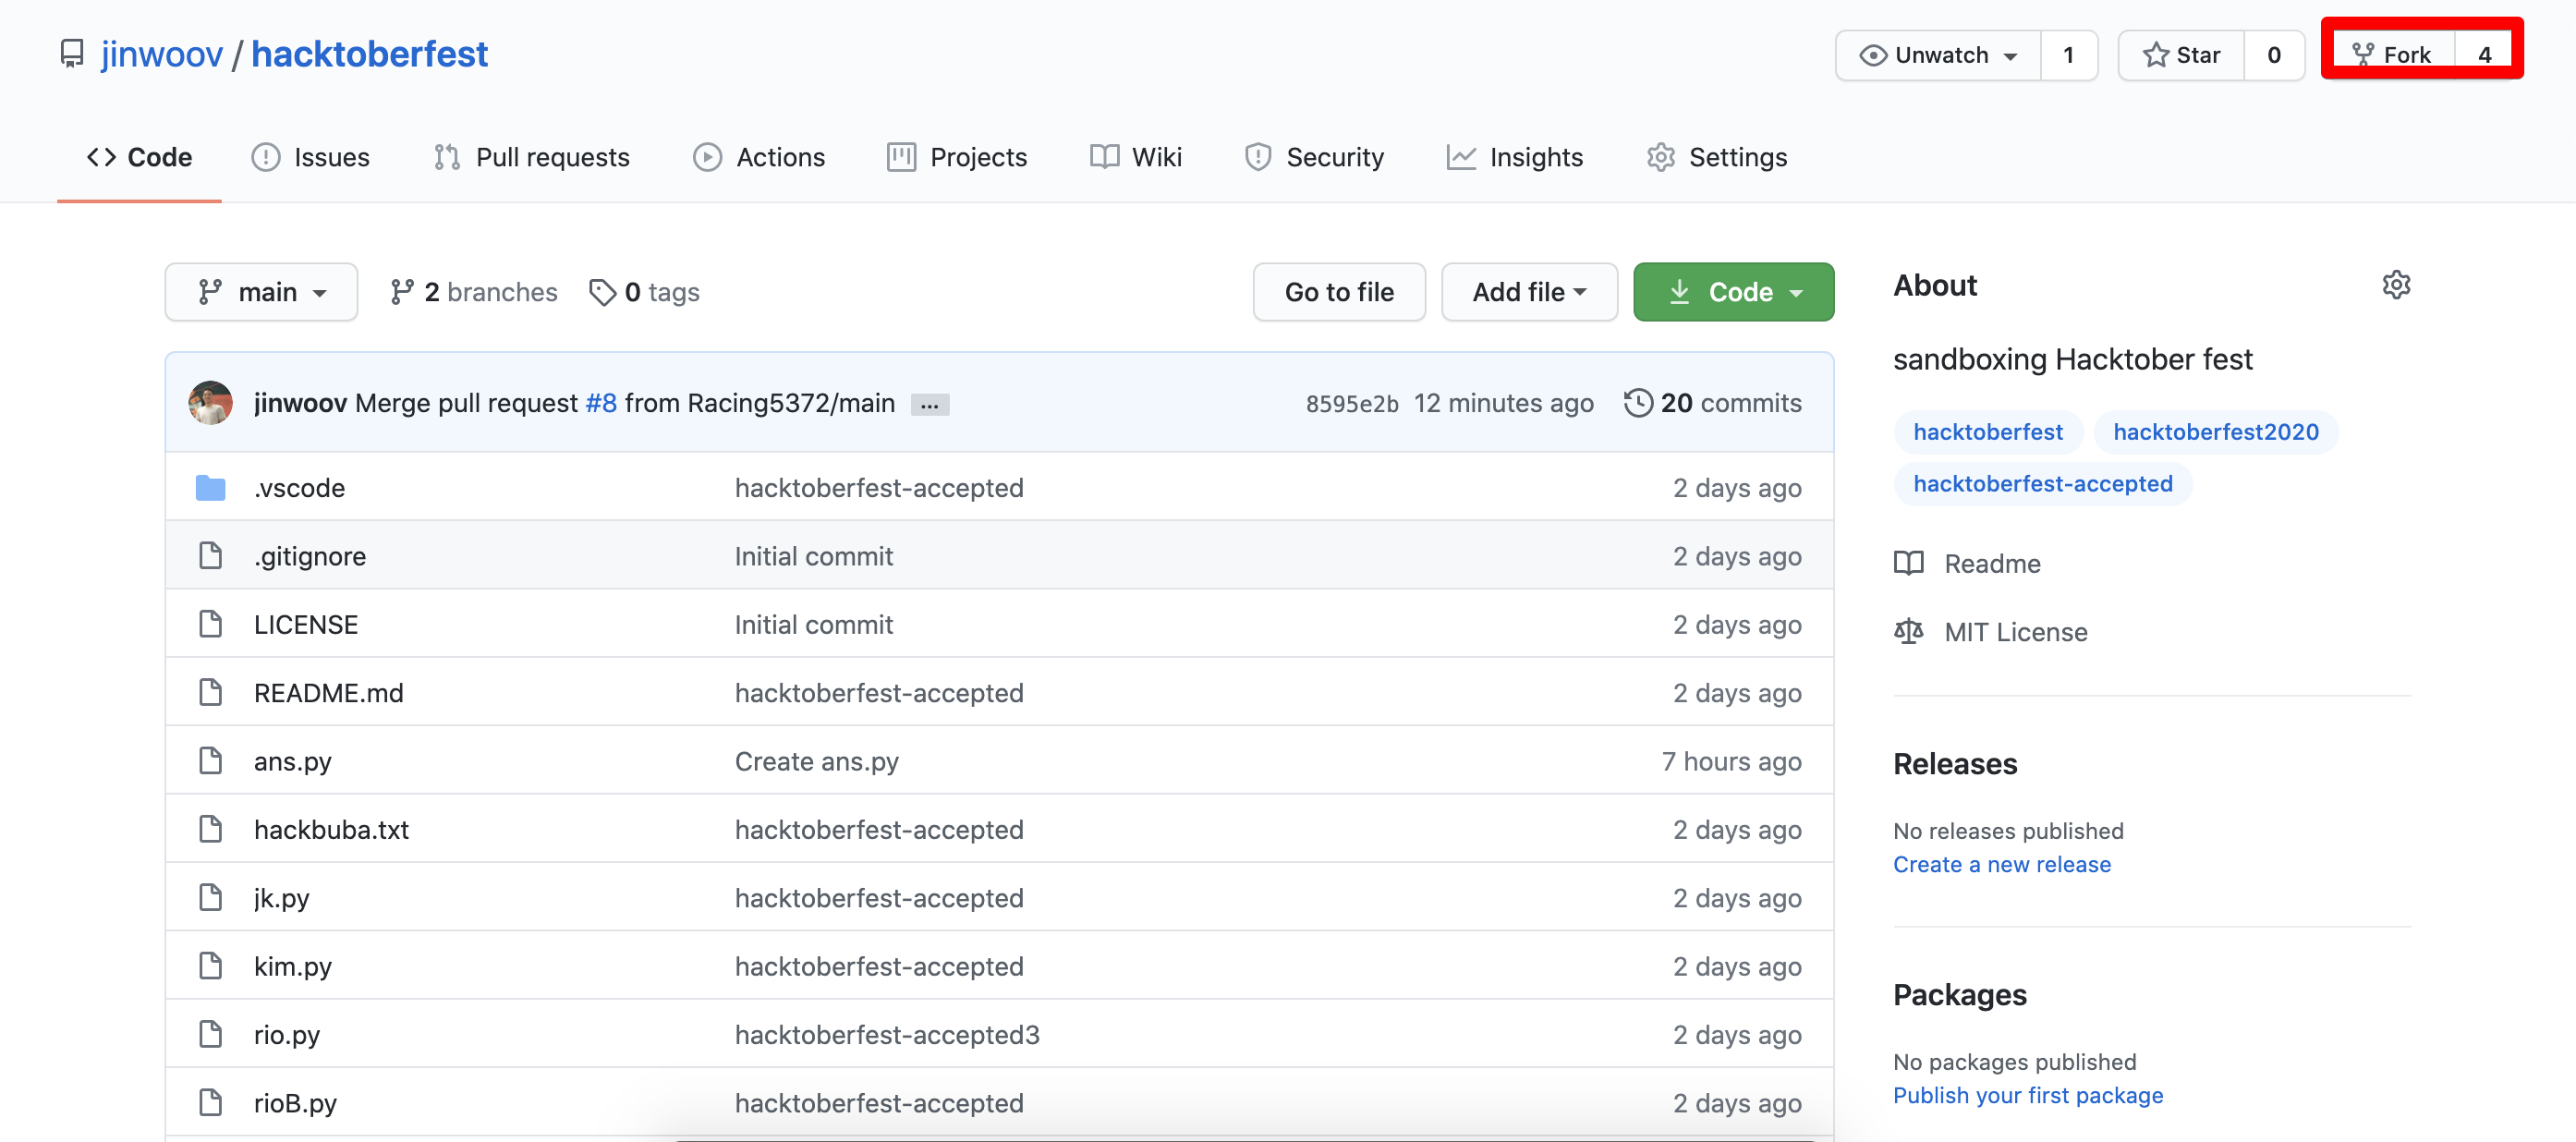 jinwoov / hacktoberfest
Unwatch 1 Star 0 Fork 4
Code Issues Pull requests Actions Projects Wiki Security Insights Settings
main 2 branches 0 tags Go to file Add file Code
jinwoov Merge pull request #8 from Racing5372/main ... 8595e2b 12 minutes ago 20 commits
.vscode hacktoberfest-accepted 2 days ago
.gitignore Initial commit 2 days ago
LICENSE Initial commit 2 days ago
README.md hacktoberfest-accepted 2 days ago
ans.py Create ans.py 7 hours ago
hackbuba.txt hacktoberfest-accepted 2 days ago
jk.py hacktoberfest-accepted 2 days ago
kim.py hacktoberfest-accepted 2 days ago
rio.py hacktoberfest-accepted3 2 days ago
rioB.py hacktoberfest-accepted 2 days ago
About
sandboxing Hacktober fest
hacktoberfest hacktoberfest2020
hacktoberfest-accepted
Readme
MIT License
Releases
No releases published
Create a new release
Packages
No packages published
Publish your first package